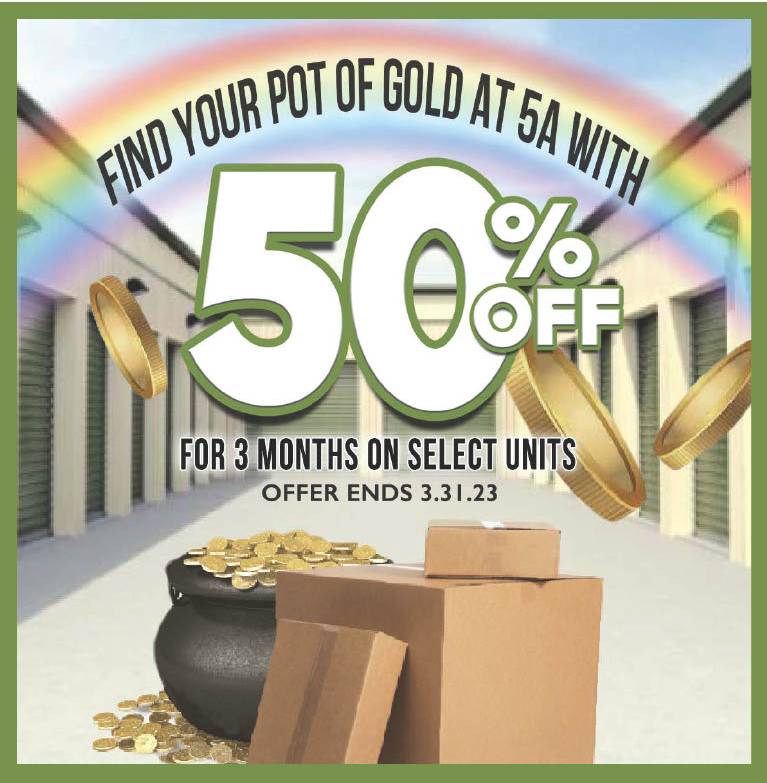 FIND YOUR POT OF GOLD AT 5A WITH
50% OFF
FOR 3 MONTHS ON SELECT UNITS
OFFER ENDS 3.31.23